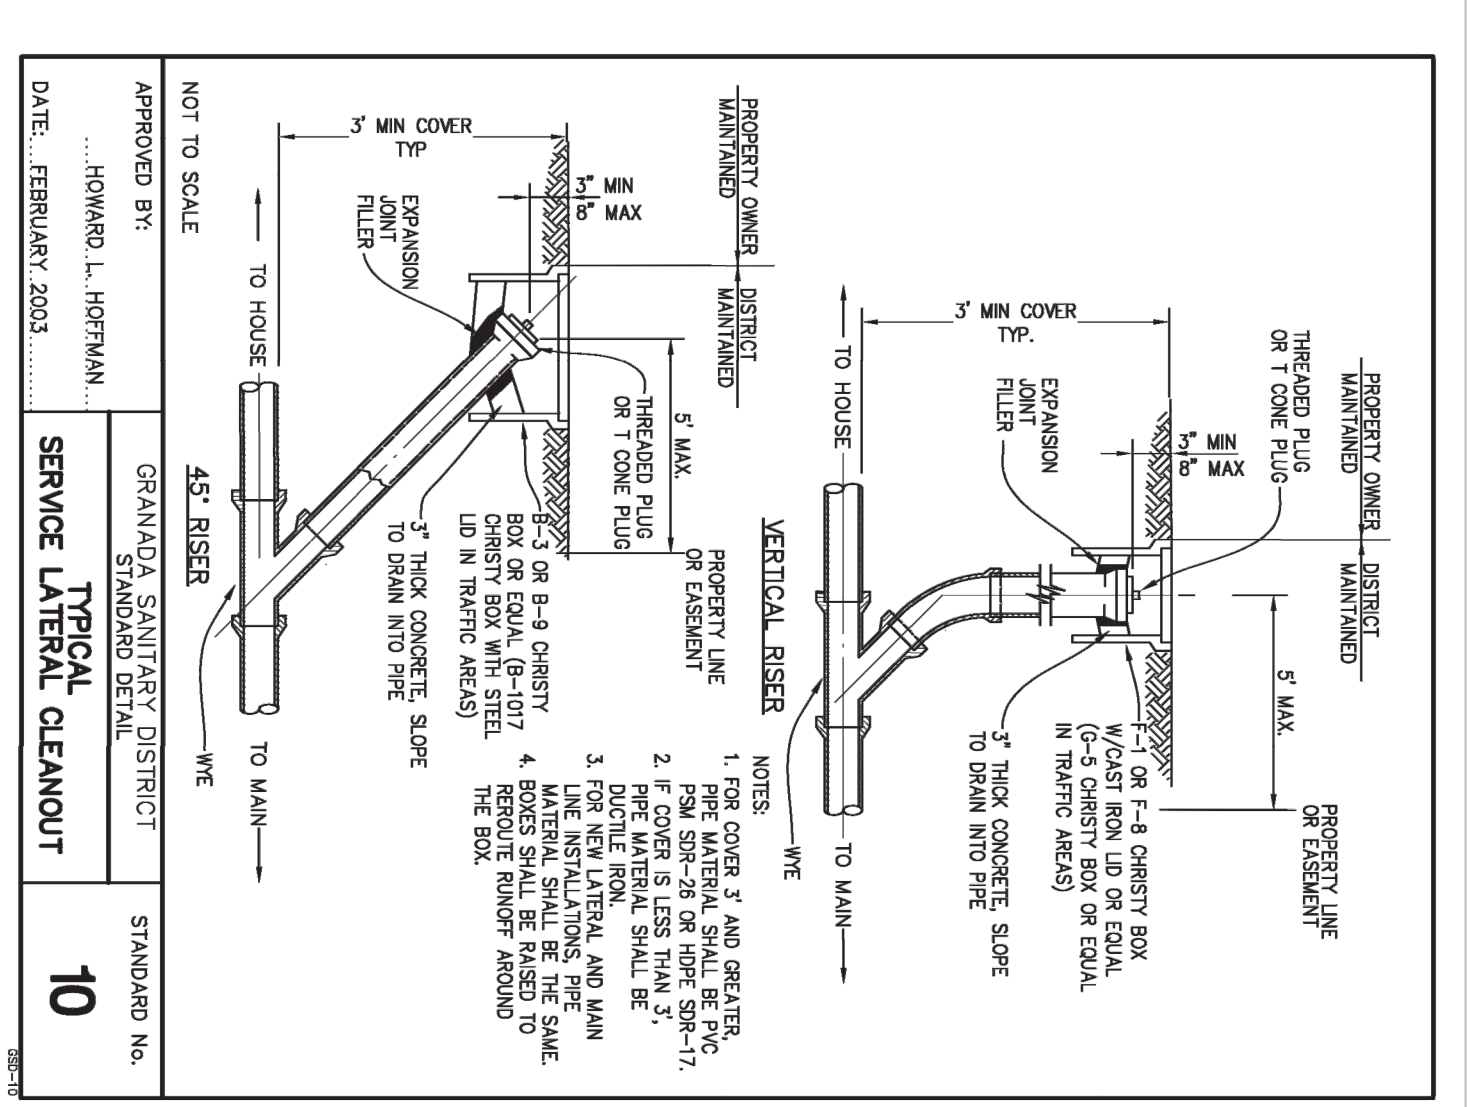 PROPERTY OWNER
MAINTAINED
DISTRICT
MAINTAINED
THREADED PLUG
OR T CONE PLUG
3" MIN
8" MAX
5' MAX.
PROPERTY LINE
OR EASEMENT
3' MIN COVER
TYP.
EXPANSION
JOINT
FILLER
F-1 OR F-8 CHRISTY BOX
W/CAST IRON LID OR EQUAL
(G-5 CHRISTY BOX OR EQUAL
IN TRAFFIC AREAS)
3" THICK CONCRETE, SLOPE
TO DRAIN INTO PIPE
TO HOUSE
TO MAIN
WYE
VERTICAL RISER
PROPERTY OWNER
MAINTAINED
DISTRICT
MAINTAINED
3" MIN
8" MAX
5' MAX.
PROPERTY LINE
OR EASEMENT
THREADED PLUG
OR T CONE PLUG
3' MIN COVER
TYP
EXPANSION
JOINT
FILLER
B-3 OR B-9 CHRISTY
BOX OR EQUAL (B-1017
CHRISTY BOX WITH STEEL
LID IN TRAFFIC AREAS)
3" THICK CONCRETE, SLOPE
TO DRAIN INTO PIPE
TO HOUSE
TO MAIN
WYE
45° RISER
NOTES:
1. FOR COVER 3' AND GREATER,
PIPE MATERIAL SHALL BE PVC
PSM SDR-26 OR HDPE SDR-17.
2. IF COVER IS LESS THAN 3',
PIPE MATERIAL SHALL BE
DUCTILE IRON.
3. FOR NEW LATERAL AND MAIN
LINE INSTALLATIONS, PIPE
MATERIAL SHALL BE THE SAME.
4. BOXES SHALL BE RAISED TO
REROUTE RUNOFF AROUND
THE BOX.
NOT TO SCALE
APPROVED BY:
HOWARD L. HOFFMAN
DATE: FEBRUARY 2003
GRANADA SANITARY DISTRICT
STANDARD DETAIL
TYPICAL
SERVICE LATERAL CLEANOUT
STANDARD No.
10
GSD-10